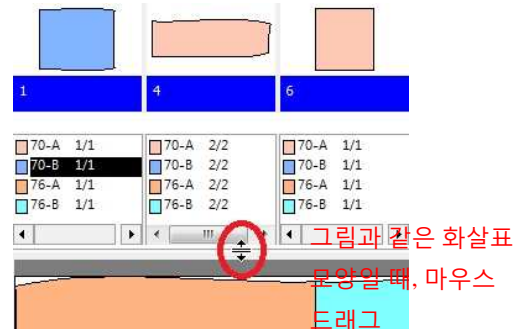 1 4 6
70-A 1/1 70-A 2/2 70-A 1/1
70-B 1/1 70-B 2/2 70-B 1/1
76-A 1/1 76-A 2/2 76-A 1/1
76-B 1/1 76-B 2/2 76-B 1/1
그림과 같은 화살표
모양일 때, 마우스
드래그